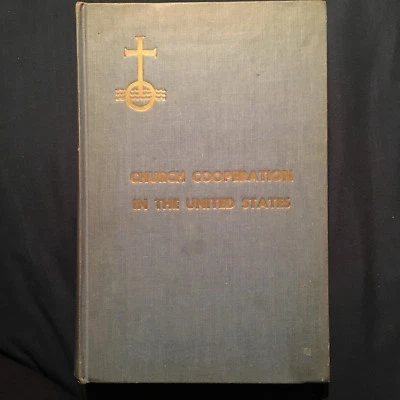 CHURCH COOPERATION
IN THE UNITED STATES